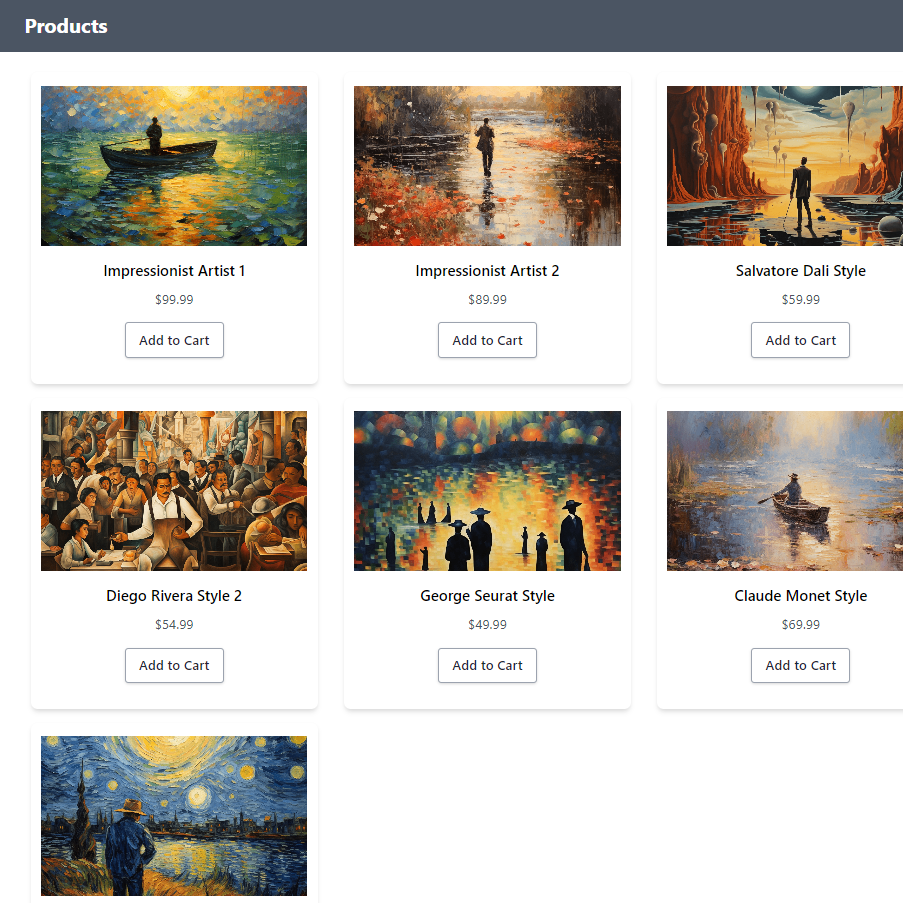 Products
Impressionist Artist 1
$99.99
Add to Cart
Impressionist Artist 2
$89.99
Add to Cart
Salvatore Dali Style
$59.99
Add to Cart
Diego Rivera Style 2
$54.99
Add to Cart
George Seurat Style
$49.99
Add to Cart
Claude Monet Style
$69.99
Add to Cart